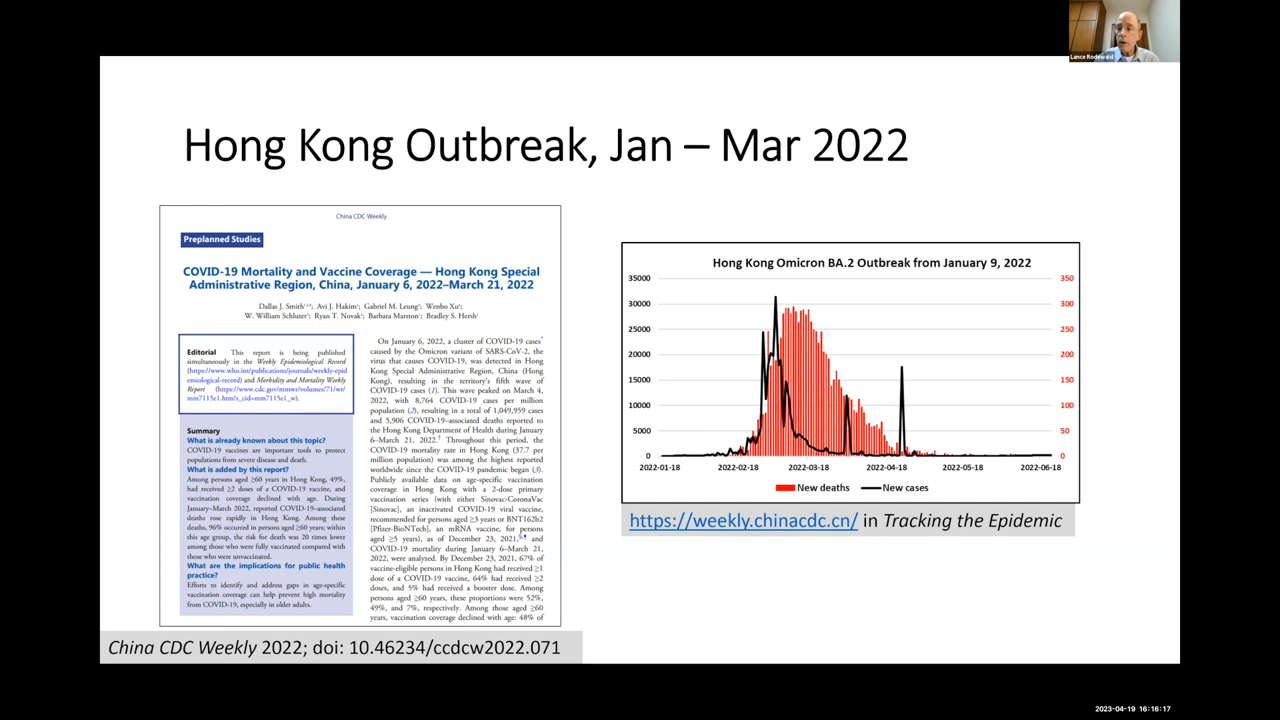 Lance Rodewald
Hong Kong Outbreak, Jan – Mar 2022
China CDC Weekly
Preplanned Studies
COVID-19 Mortality and Vaccine Coverage — Hong Kong Special
Administrative Region, China, January 6, 2022–March 21, 2022
Dallas J. Smith; Avi J. Hakim; Gabriel M. Leung; Wenbo Xu;
W. William Schluter; Ryan T. Novak; Barbara Marston; Bradley S. Hersh
Editorial This report is being published
simultaneously in the Weekly Epidemiological Record
(https://www.who.int/publications/journals/weekly-epid
emiological-record) and Morbidity and Mortality Weekly
Report (https://www.cdc.gov/mmwr/volumes/71/wr/
mm7115e1.htm?s_cid=mm7115e1_w).
Summary
What is already known about this topic?
COVID-19 vaccines are important tools to protect
populations from severe disease and death.
What is added by this report?
Among persons aged ≥60 years in Hong Kong, 49%,
had received ≥2 doses of a COVID-19 vaccine, and
vaccination coverage declined with age. During
January–March 2022, reported COVID-19–associated
deaths rose rapidly in Hong Kong. Among these
deaths, 96% occurred in persons aged ≥60 years; within
this age group, the risk for death was 20 times lower
among those who were fully vaccinated compared with
those who were unvaccinated.
What are the implications for public health
practice?
Efforts to identify and address gaps in age-specific
vaccination coverage can help prevent high mortality
from COVID-19, especially in older adults.
On January 6, 2022, a cluster of COVID-19 cases*
caused by the Omicron variant of SARS-CoV-2, the
virus that causes COVID-19, was detected in Hong
Kong Special Administrative Region, China (Hong
Kong), resulting in the territory's fifth wave of
COVID-19 cases (1). This wave peaked on March 4,
2022, with 8,764 COVID-19 cases per million
population (2), resulting in a total of 1,049,959 cases
and 5,906 COVID-19–associated deaths reported to
the Hong Kong Department of Health during January
6–March 21, 2022.† Throughout this period, the
COVID-19 mortality rate in Hong Kong (37.7 per
million population) was among the highest reported
worldwide since the COVID-19 pandemic began (3).
Publicly available data on age-specific vaccination
coverage in Hong Kong with a 2-dose primary
vaccination series (with either Sinovac-CoronaVac
[Sinovac], an inactivated COVID-19 viral vaccine,
recommended for persons aged ≥3 years or BNT162b2
[Pfizer-BioNTech], an mRNA vaccine, for persons
aged ≥5 years), as of December 23, 2021,§,¶ and
COVID-19 mortality during January 6–March 21,
2022, were analyzed. By December 23, 2021, 67% of
vaccine-eligible persons in Hong Kong had received ≥1
dose of a COVID-19 vaccine, 64% had received ≥2
doses, and 5% had received a booster dose. Among
persons aged ≥60 years, these proportions were 52%,
49%, and 7%, respectively. Among those aged ≥60
years, vaccination coverage declined with age: 48% of
China CDC Weekly 2022; doi: 10.46234/ccdcw2022.071
Hong Kong Omicron BA.2 Outbreak from January 9, 2022
35000 350
30000 300
25000 250
20000 200
15000 150
10000 100
5000 50
0 0
2022-01-18 2022-02-18 2022-03-18 2022-04-18 2022-05-18 2022-06-18
New deaths New cases
https://weekly.chinacdc.cn/ in Tracking the Epidemic
2023-04-19 16:16:17